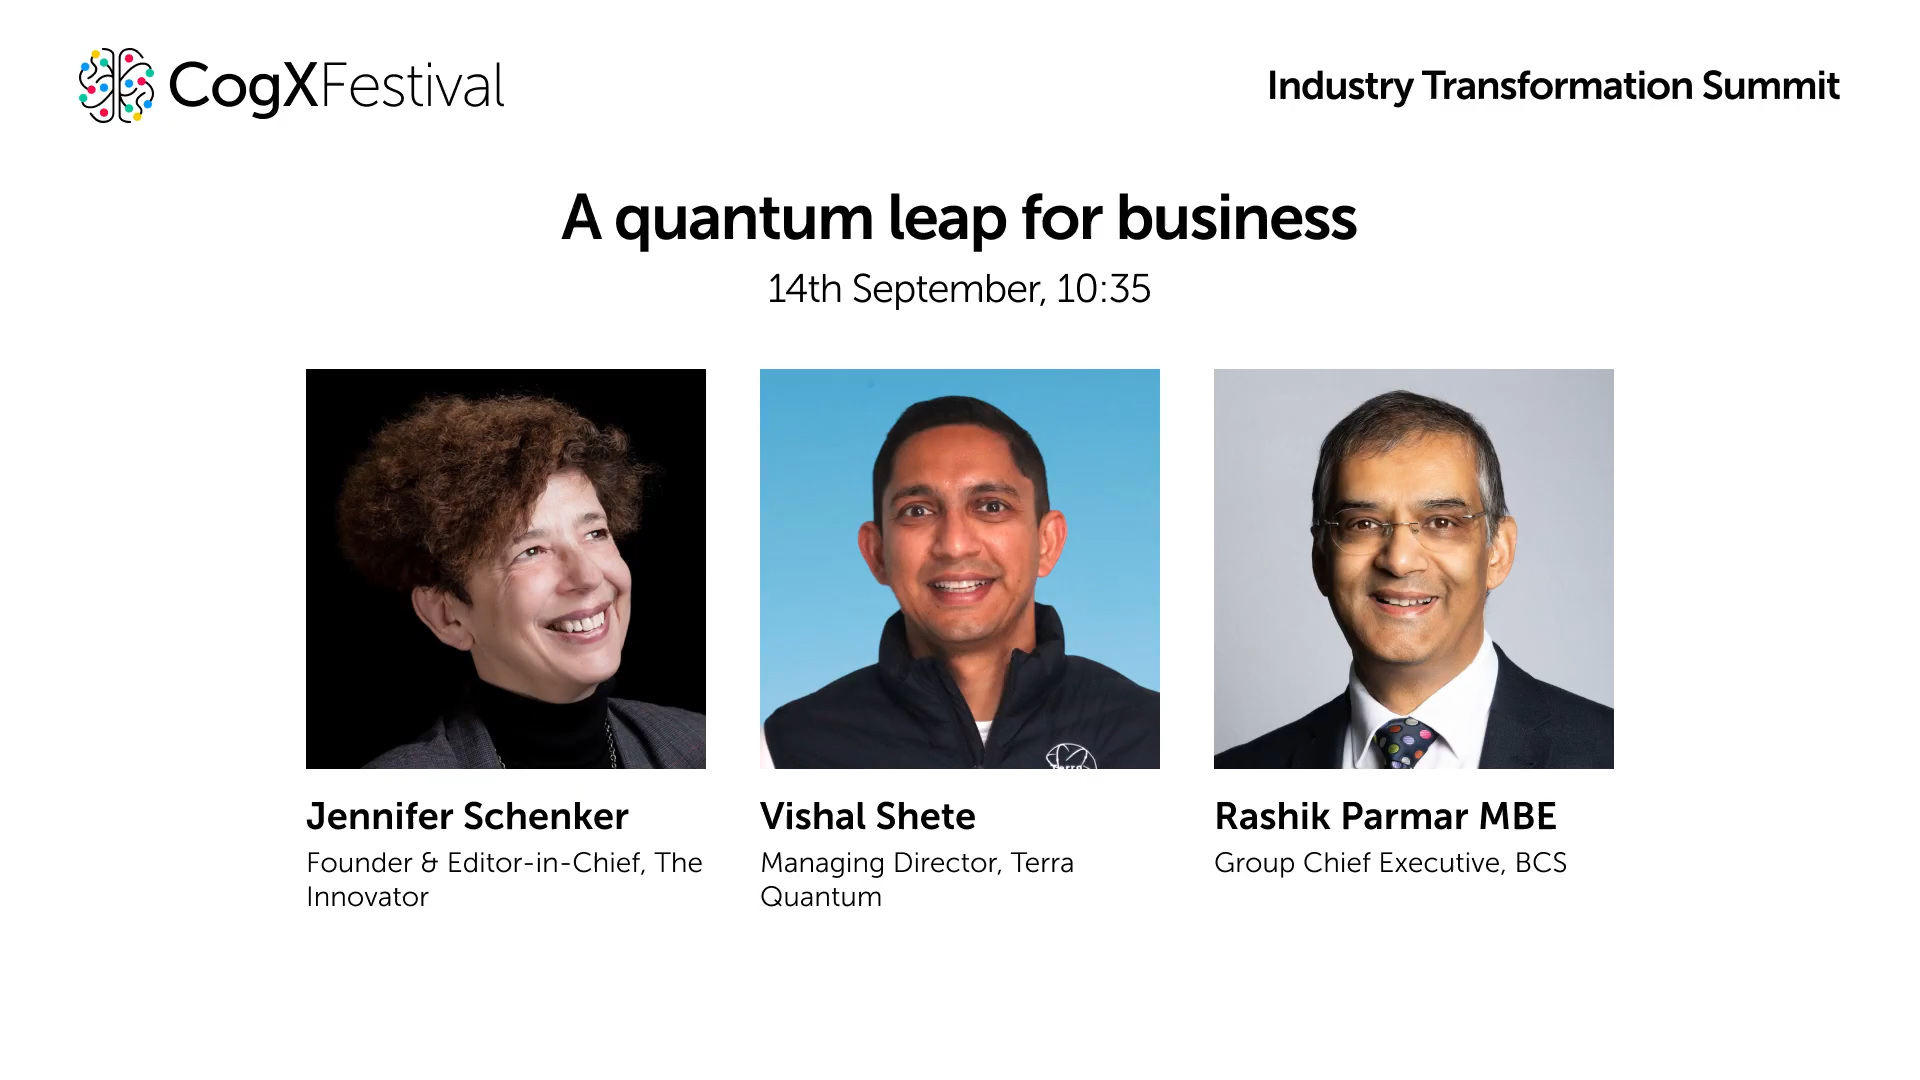 CogXFestival
Industry Transformation Summit
A quantum leap for business
14th September, 10:35
Terra
Jennifer Schenker
Founder & Editor-in-Chief, The
Innovator
Vishal Shete
Managing Director, Terra
Quantum
Rashik Parmar MBE
Group Chief Executive, BCS